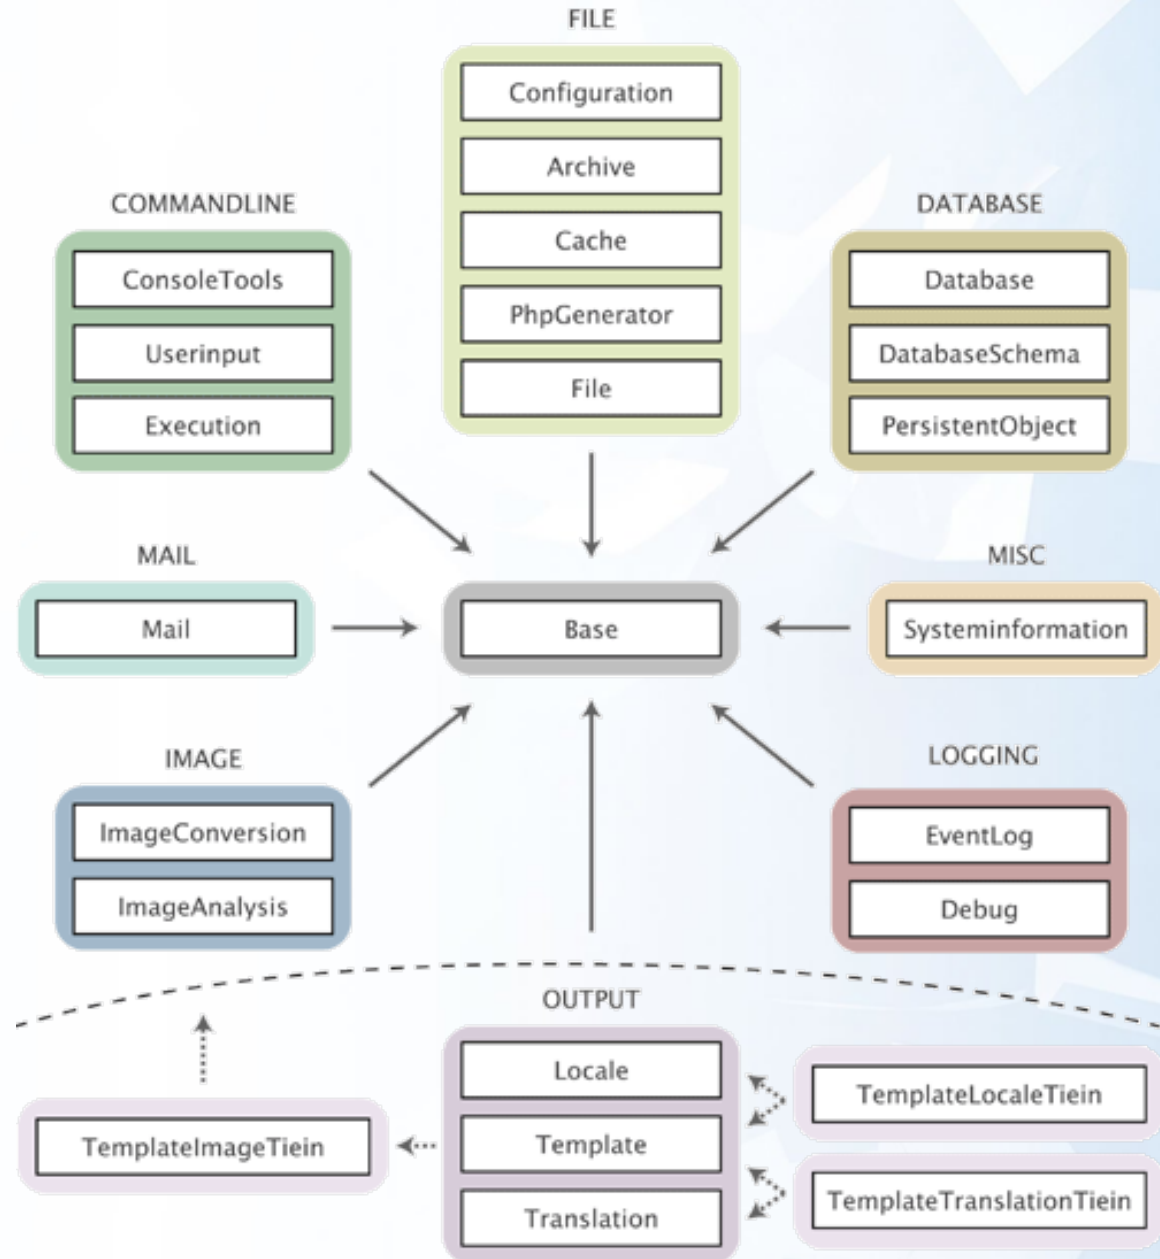 FILE
Configuration
Archive
Cache
PhpGenerator
File
COMMANDLINE
ConsoleTools
Userinput
Execution
DATABASE
Database
DatabaseSchema
PersistentObject
MAIL
Mail
Base
MISC
Systeminformation
IMAGE
ImageConversion
ImageAnalysis
LOGGING
EventLog
Debug
OUTPUT
Locale
Template
Translation
TemplateImageTiein
TemplateLocaleTiein
TemplateTranslationTiein